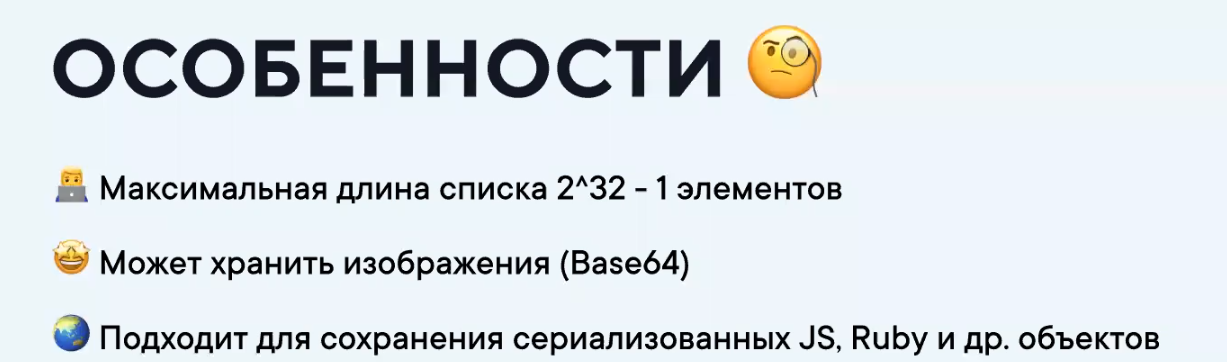 ОСОБЕННОСТИ 🧐
👨‍💻 Максимальная длина списка 2^32 - 1 элементов
🤩 Может хранить изображения (Base64)
🌏 Подходит для сохранения сериализованных JS, Ruby и др. объектов